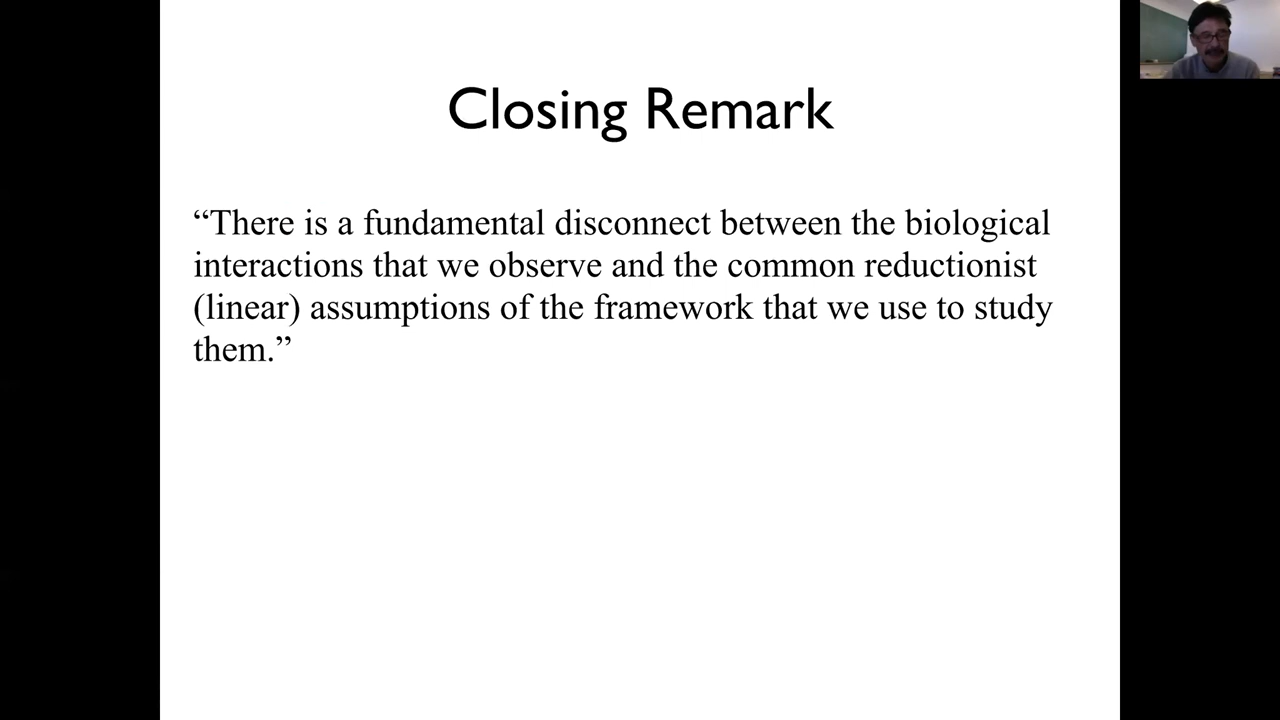 Closing Remark
“There is a fundamental disconnect between the biological
interactions that we observe and the common reductionist
(linear) assumptions of the framework that we use to study
them.”